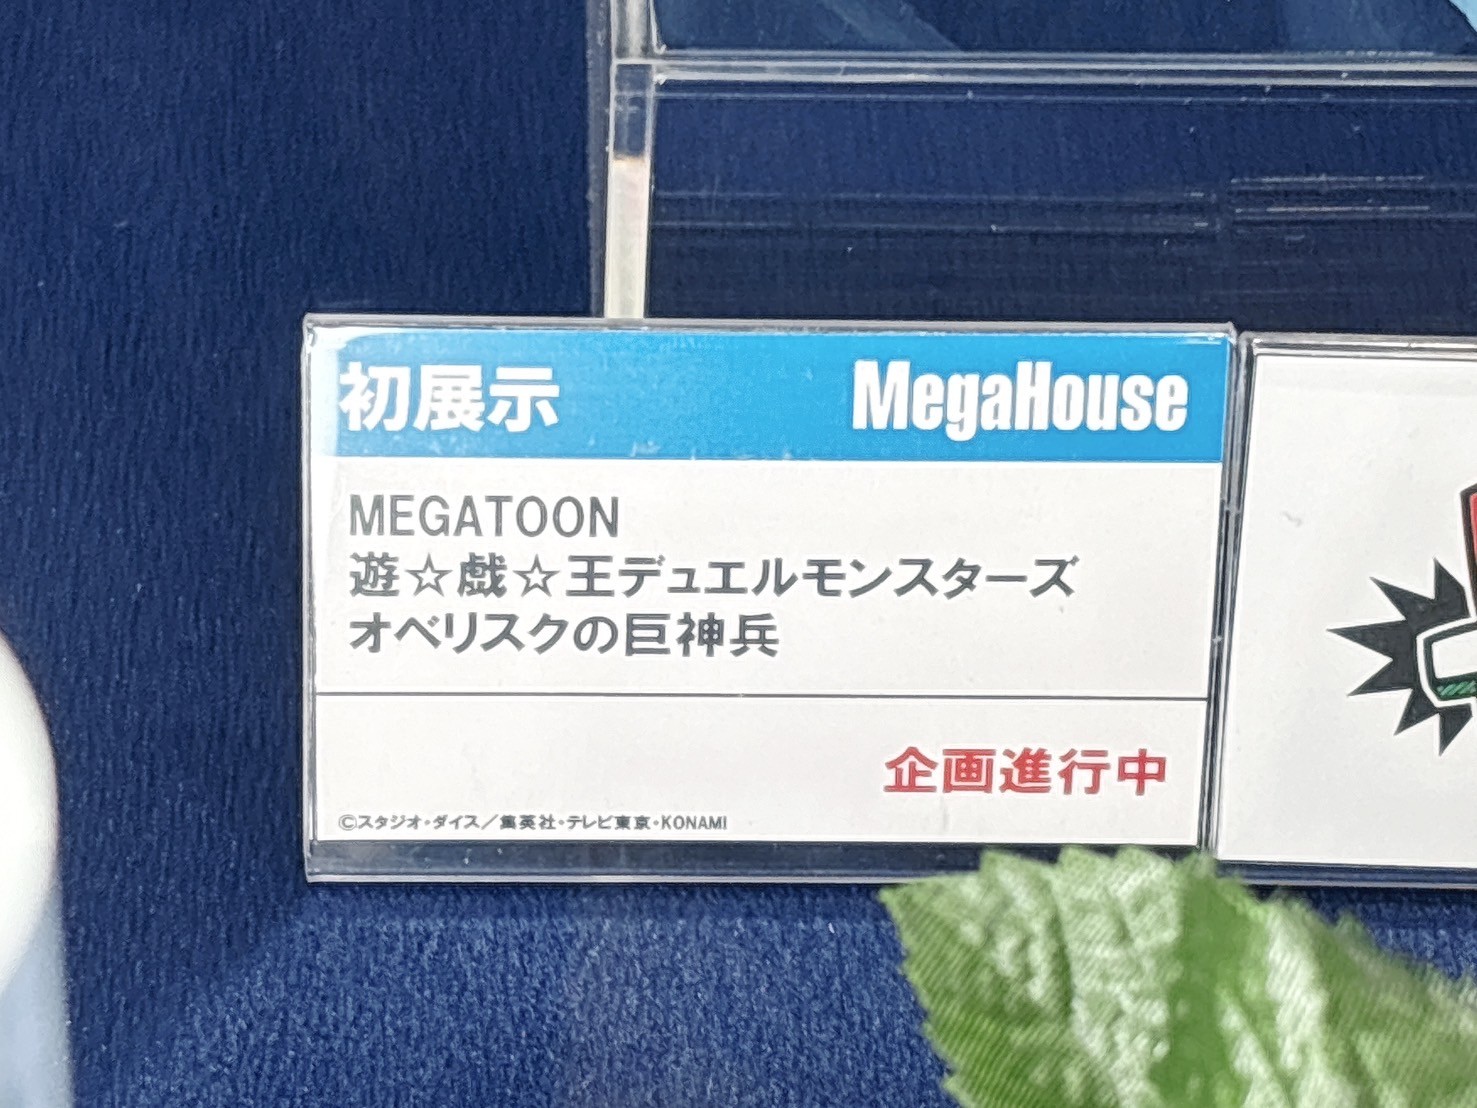 初展示 MegaHouse
MEGATOON
遊☆戯☆王デュエルモンスターズ
オベリスクの巨神兵
企画進行中
©スタジオ・ダイス／集英社・テレビ東京・KONAMI